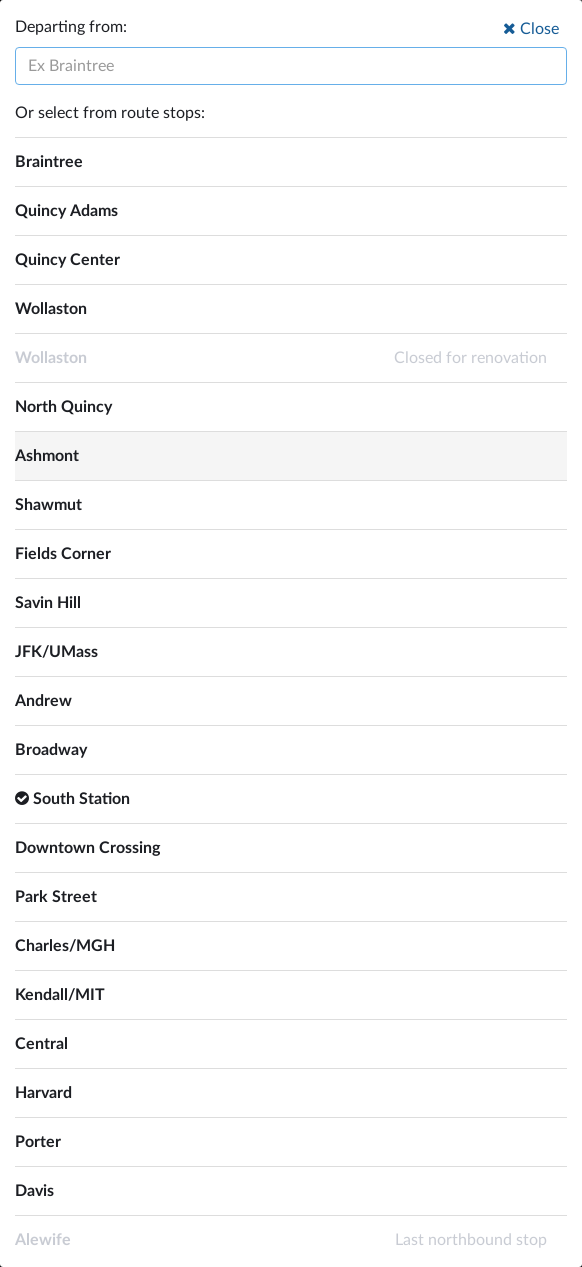 Departing from:
✖ Close
Ex Braintree
Or select from route stops:
Braintree
Quincy Adams
Quincy Center
Wollaston
Wollaston Closed for renovation
North Quincy
Ashmont
Shawmut
Fields Corner
Savin Hill
JFK/UMass
Andrew
Broadway
South Station
Downtown Crossing
Park Street
Charles/MGH
Kendall/MIT
Central
Harvard
Porter
Davis
Alewife Last northbound stop